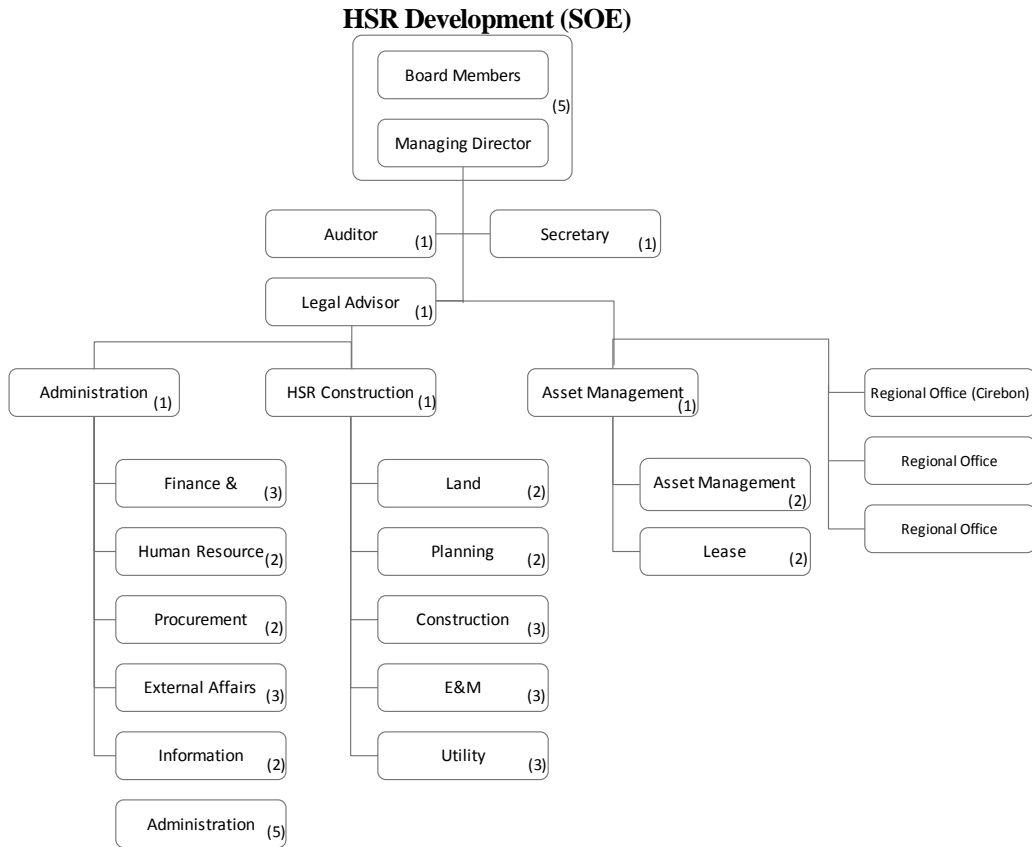 HSR Development (SOE)
Board Members
(5)
Managing Director
Auditor
(1)
Secretary
(1)
Legal Advisor
(1)
Administration
(1)
HSR Construction
(1)
Asset Management
(1)
Regional Office (Cirebon)
Regional Office
Regional Office
Finance &
(3)
Human Resource
(2)
Procurement
(2)
External Affairs
(3)
Information
(2)
Administration
(5)
Land
(2)
Planning
(2)
Construction
(3)
E&M
(3)
Utility
(3)
Asset Management
(2)
Lease
(2)